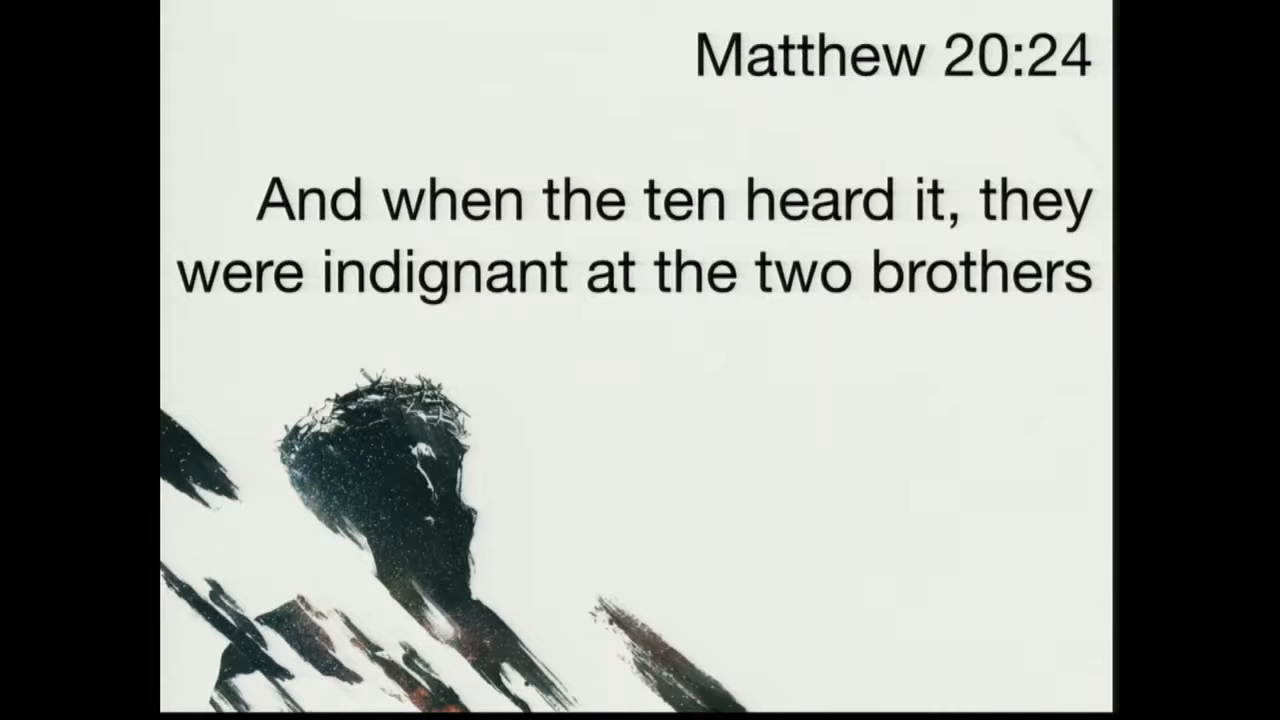 Matthew 20:24
And when the ten heard it, they
were indignant at the two brothers